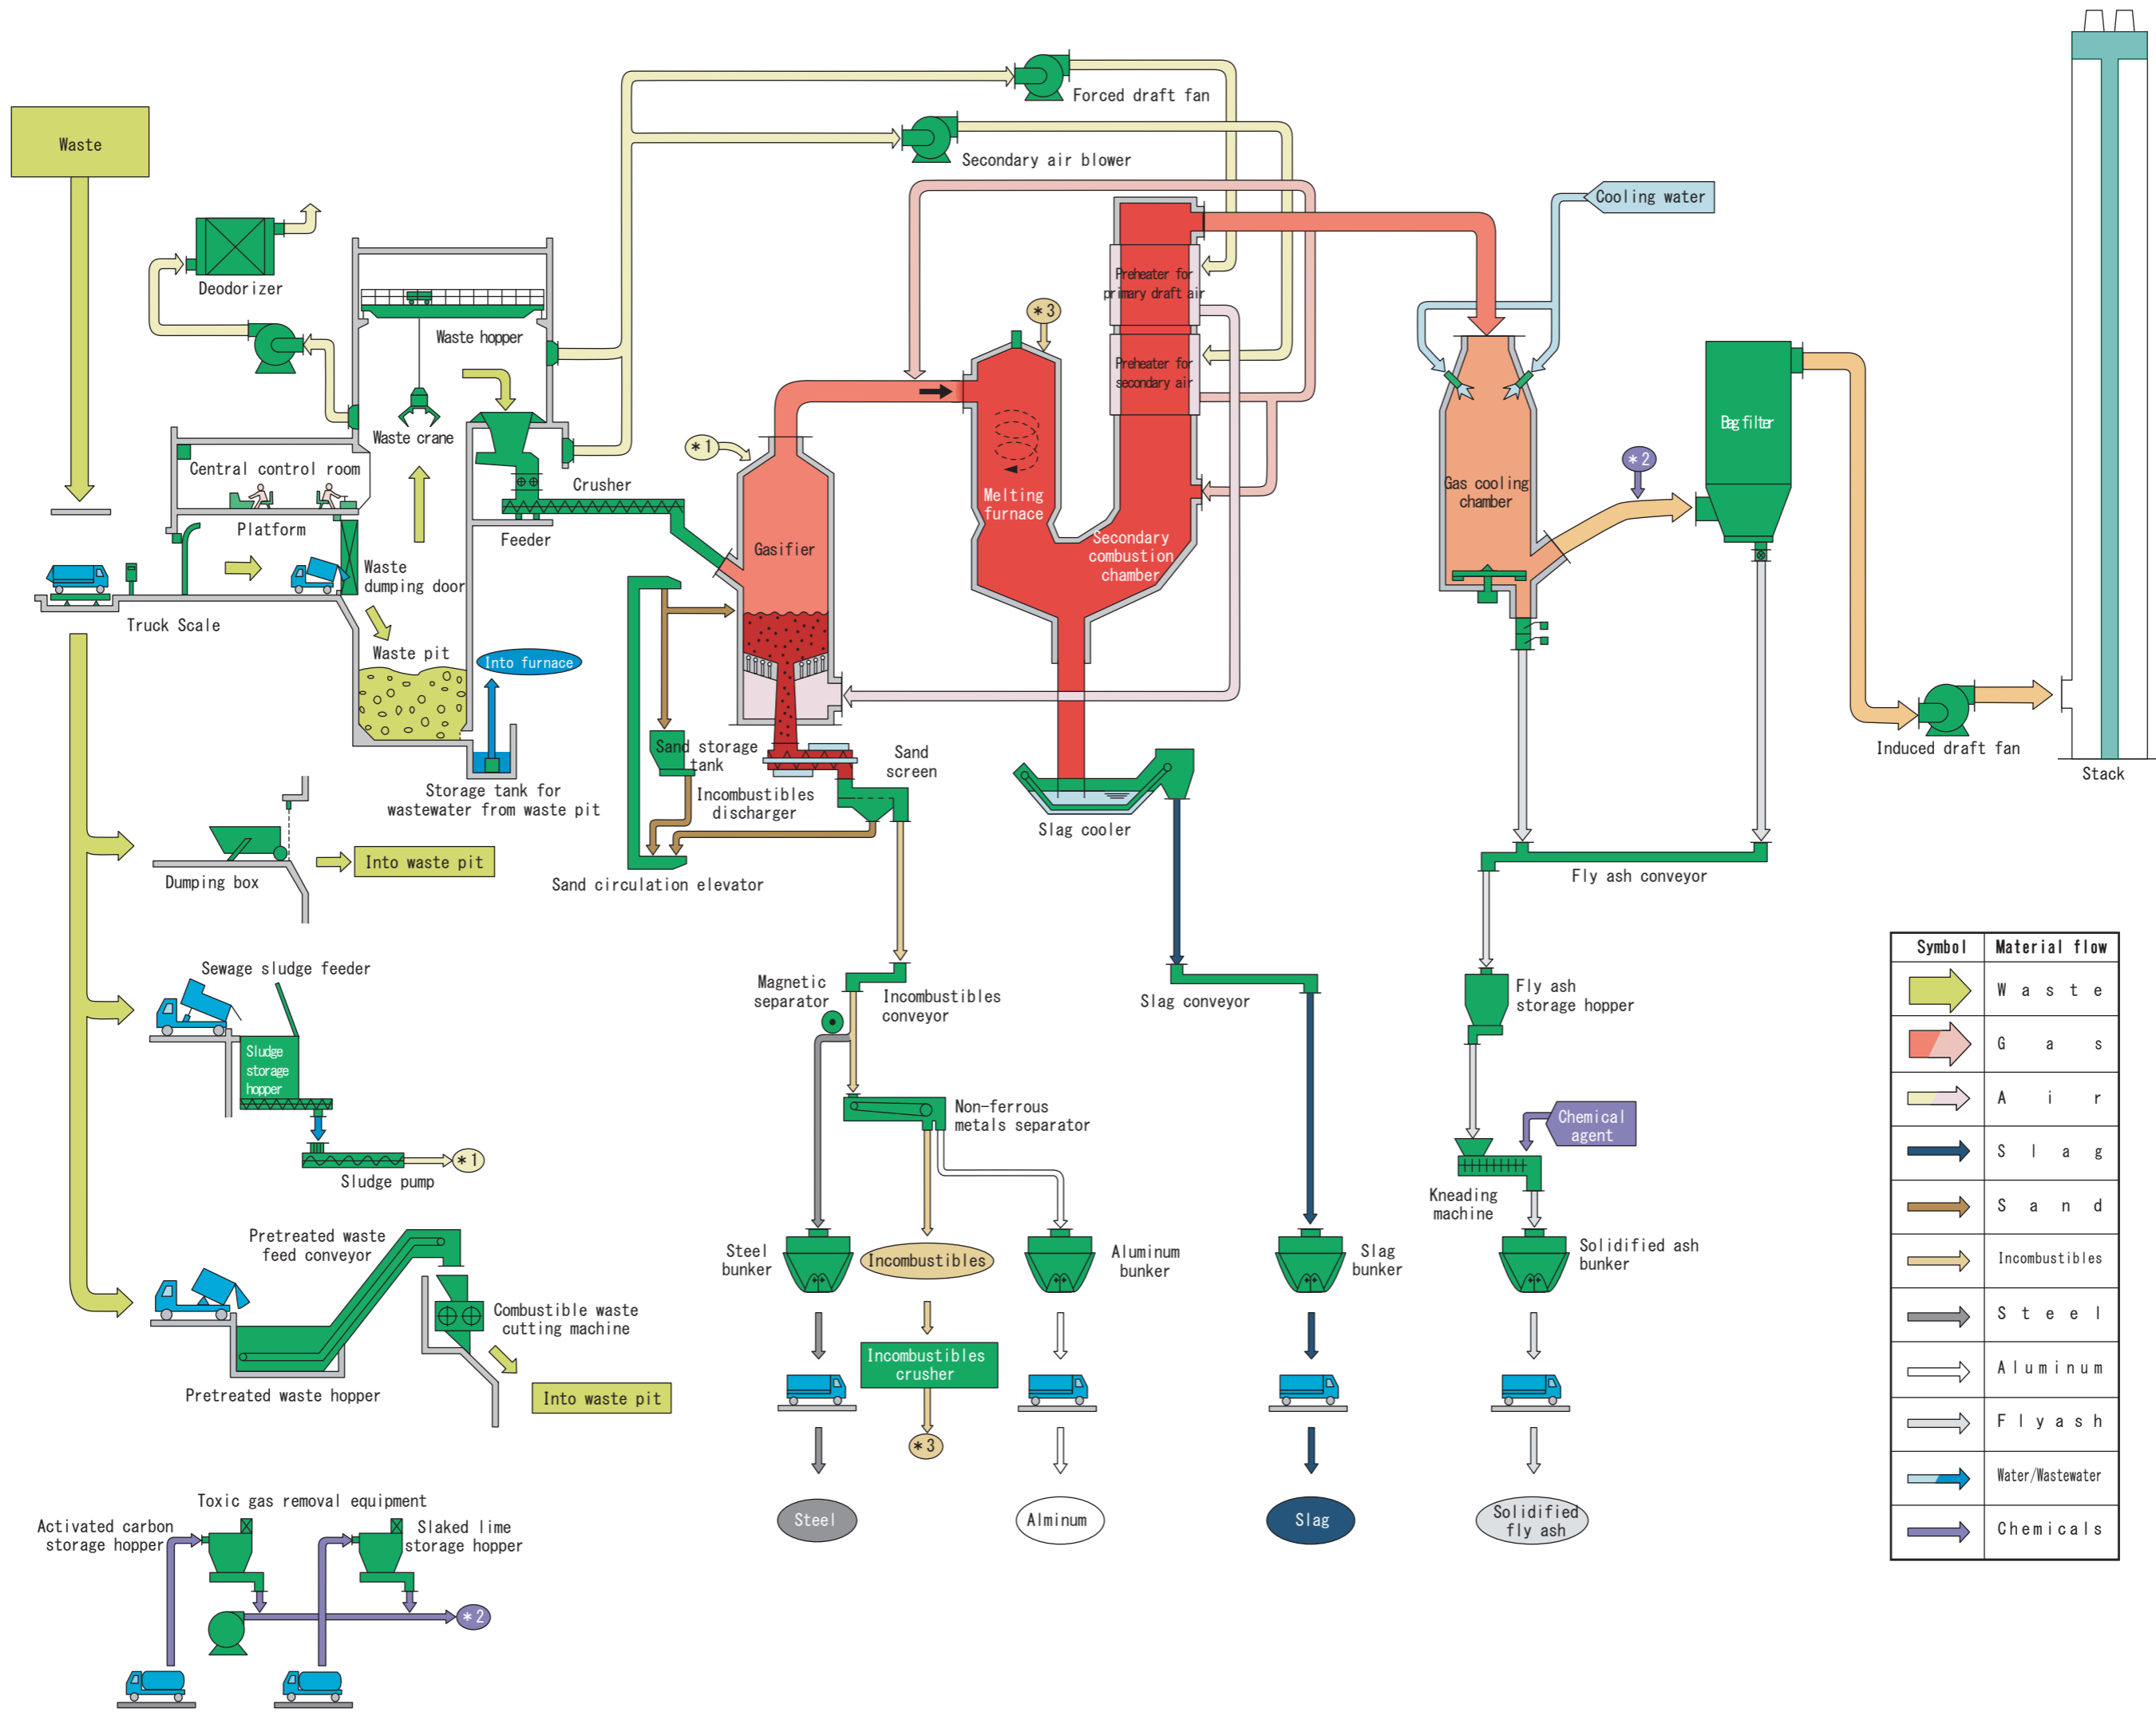 Forced draft fan
Waste
Secondary air blower
Cooling water
Deodorizer
Preheater for
primary draft air
*3
Waste hopper
Preheater for
secondary air
Bag filter
Waste crane
*1
*2
Central control room
Crusher
Melting
furnace
Gas cooling
chamber
Platform
Feeder
Gasifier
Secondary
combustion
chamber
Waste
dumping door
Truck Scale
Waste pit
Into furnace
Sand storage
tank
Sand
screen
Induced draft fan
Stack
Storage tank for
wastewater from waste pit
Incombustibles
discharger
Slag cooler
Into waste pit
Dumping box
Sand circulation elevator
Fly ash conveyor
Symbol
Material flow
Waste
Gas
Air
Slag
Sand
Incombustibles
Steel
Aluminum
Flyash
Water/Wastewater
Chemicals
Sewage sludge feeder
Magnetic
separator
Incombustibles
conveyor
Slag conveyor
Fly ash
storage hopper
Sludge
storage
hopper
Non-ferrous
metals separator
Chemical
agent
*1
Sludge pump
Kneading
machine
Pretreated waste
feed conveyor
Steel
bunker
Incombustibles
Aluminum
bunker
Slag
bunker
Solidified ash
bunker
Combustible waste
cutting machine
Incombustibles
crusher
Pretreated waste hopper
Into waste pit
*3
Toxic gas removal equipment
Activated carbon
storage hopper
Slaked lime
storage hopper
Steel
Alminum
Slag
Solidified
fly ash
*2